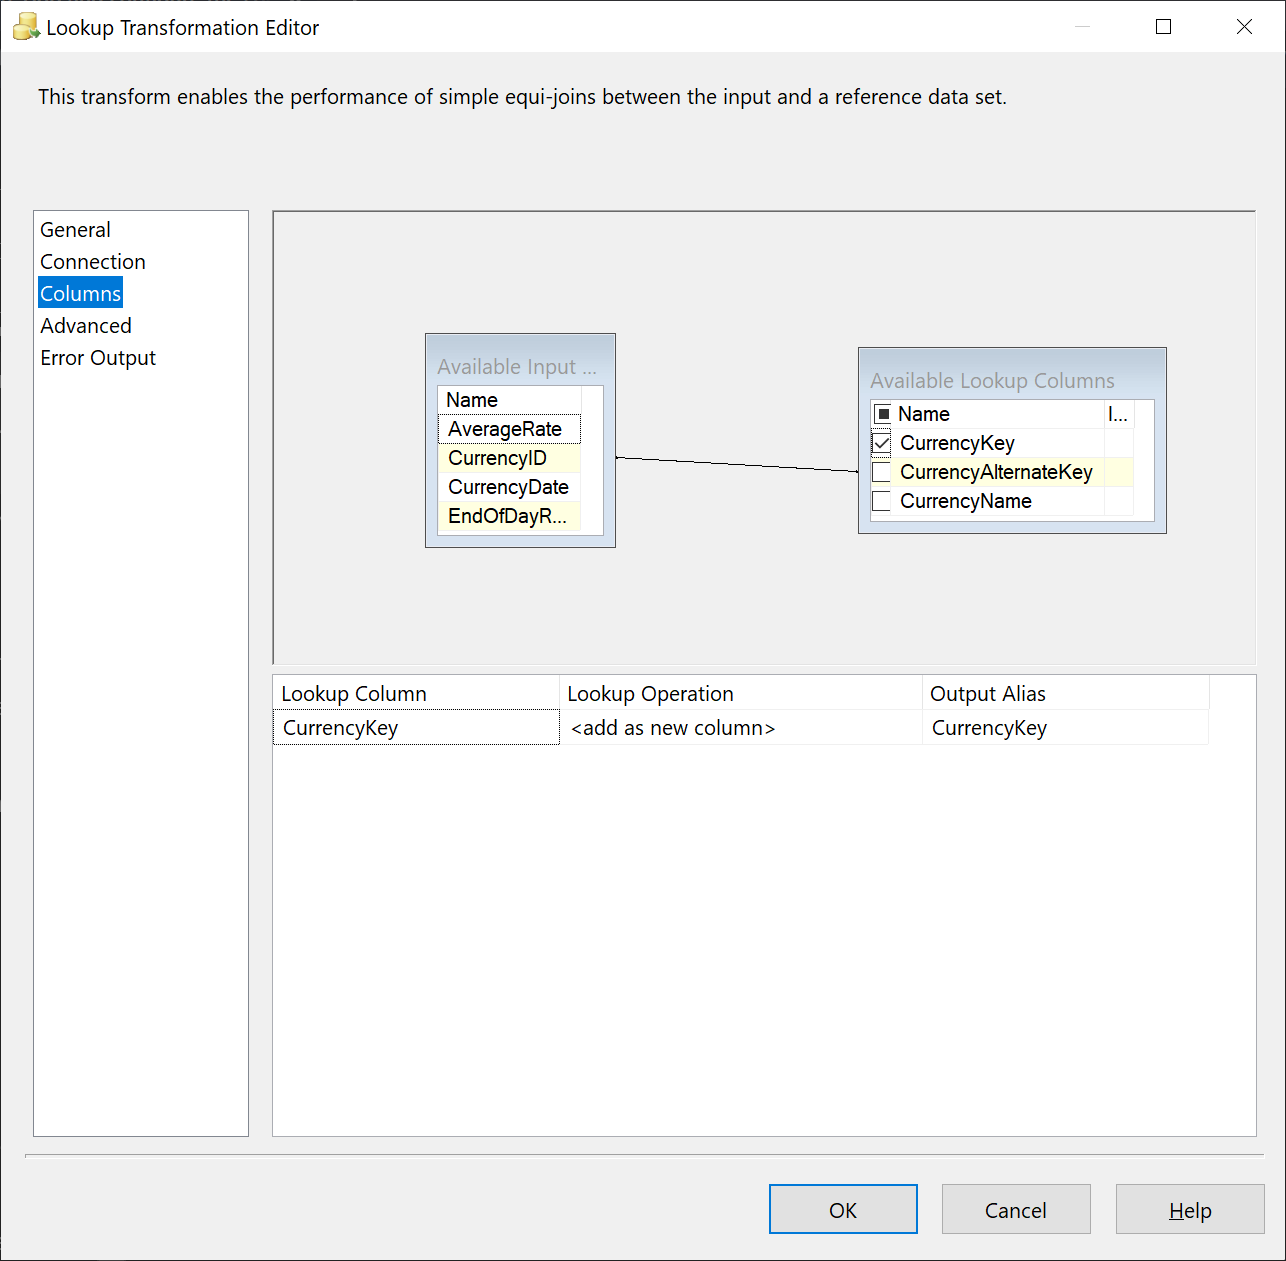 Lookup Transformation Editor
This transform enables the performance of simple equi-joins between the input and a reference data set.
General
Connection
Columns
Advanced
Error Output
Available Input ...
Name
AverageRate
CurrencyID
CurrencyDate
EndOfDayR...
Available Lookup Columns
Name I...
CurrencyKey
CurrencyAlternateKey
CurrencyName
Lookup Column Lookup Operation Output Alias
CurrencyKey <add as new column> CurrencyKey
OK Cancel Help